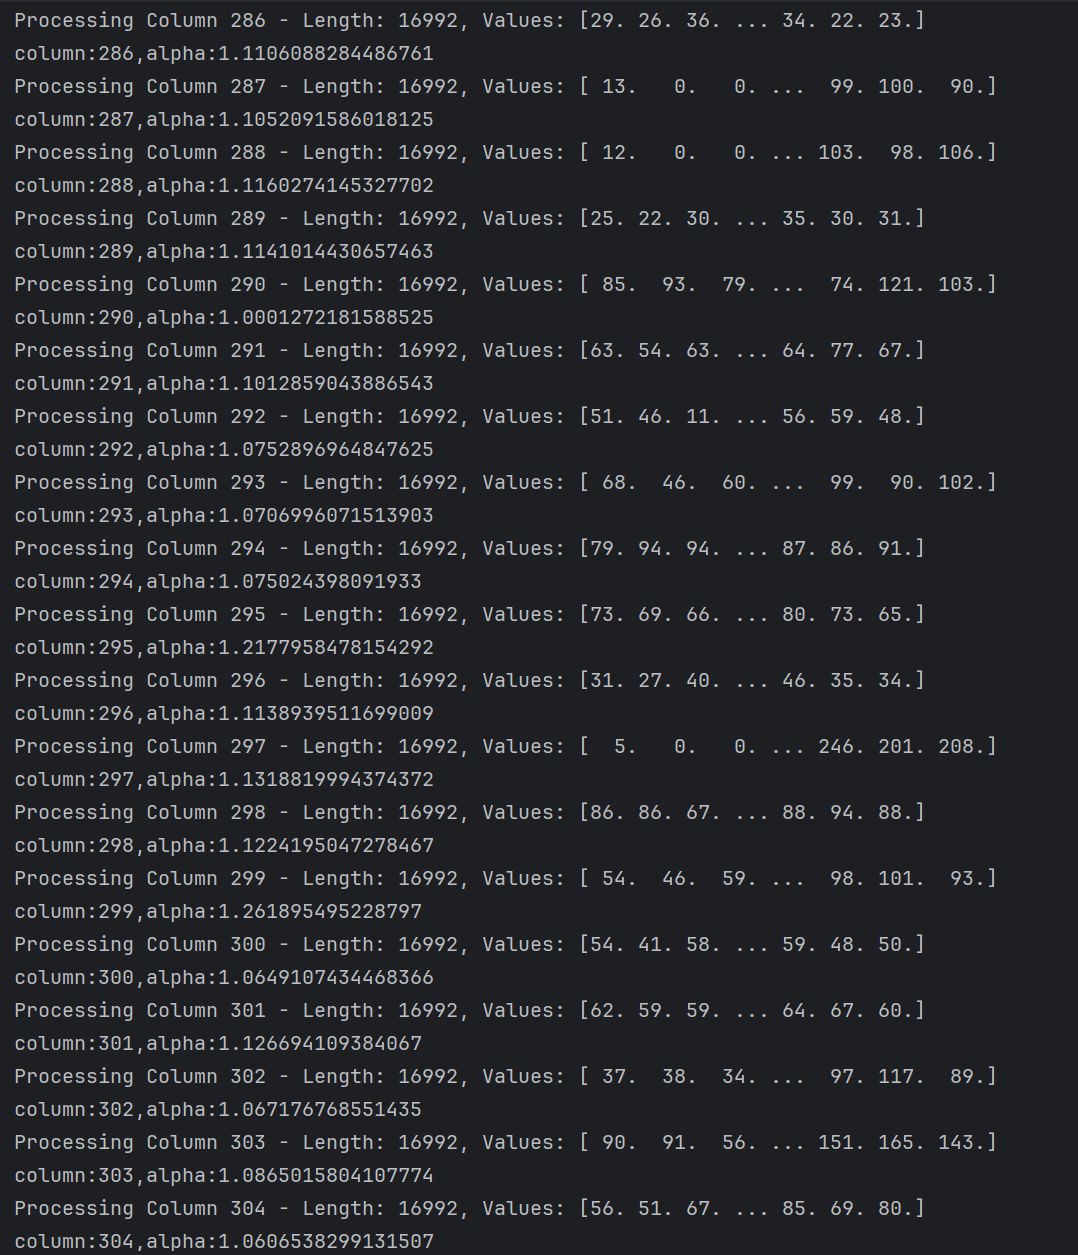 Processing Column 286 - Length: 16992, Values: [29. 26. 36. ... 34. 22. 23.]
column:286,alpha:1.1106088284486761
Processing Column 287 - Length: 16992, Values: [ 13.   0.   0. ...  99. 100.  90.]
column:287,alpha:1.1052091586018125
Processing Column 288 - Length: 16992, Values: [ 12.   0.   0. ... 103.  98. 106.]
column:288,alpha:1.1160274145327702
Processing Column 289 - Length: 16992, Values: [25. 22. 30. ... 35. 30. 31.]
column:289,alpha:1.1141014430657463
Processing Column 290 - Length: 16992, Values: [ 85.  93.  79. ...  74. 121. 103.]
column:290,alpha:1.0001272181588525
Processing Column 291 - Length: 16992, Values: [63. 54. 63. ... 64. 77. 67.]
column:291,alpha:1.1012859043886543
Processing Column 292 - Length: 16992, Values: [51. 46. 11. ... 56. 59. 48.]
column:292,alpha:1.0752896964847625
Processing Column 293 - Length: 16992, Values: [ 68.  46.  60. ...  99.  90. 102.]
column:293,alpha:1.0706996071513903
Processing Column 294 - Length: 16992, Values: [79. 94. 94. ... 87. 86. 91.]
column:294,alpha:1.075024398091933
Processing Column 295 - Length: 16992, Values: [73. 69. 66. ... 80. 73. 65.]
column:295,alpha:1.2177958478154292
Processing Column 296 - Length: 16992, Values: [31. 27. 40. ... 46. 35. 34.]
column:296,alpha:1.1138939511699009
Processing Column 297 - Length: 16992, Values: [  5.   0.   0. ... 246. 201. 208.]
column:297,alpha:1.1318819994374372
Processing Column 298 - Length: 16992, Values: [86. 86. 67. ... 88. 94. 88.]
column:298,alpha:1.1224195047278467
Processing Column 299 - Length: 16992, Values: [ 54.  46.  59. ...  98. 101.  93.]
column:299,alpha:1.261895495228797
Processing Column 300 - Length: 16992, Values: [54. 41. 58. ... 59. 48. 50.]
column:300,alpha:1.0649107434468366
Processing Column 301 - Length: 16992, Values: [62. 59. 59. ... 64. 67. 60.]
column:301,alpha:1.126694109384067
Processing Column 302 - Length: 16992, Values: [ 37.  38.  34. ...  97. 117.  89.]
column:302,alpha:1.067176768551435
Processing Column 303 - Length: 16992, Values: [ 90.  91.  56. ... 151. 165. 143.]
column:303,alpha:1.0865015804107774
Processing Column 304 - Length: 16992, Values: [56. 51. 67. ... 85. 69. 80.]
column:304,alpha:1.0606538299131507